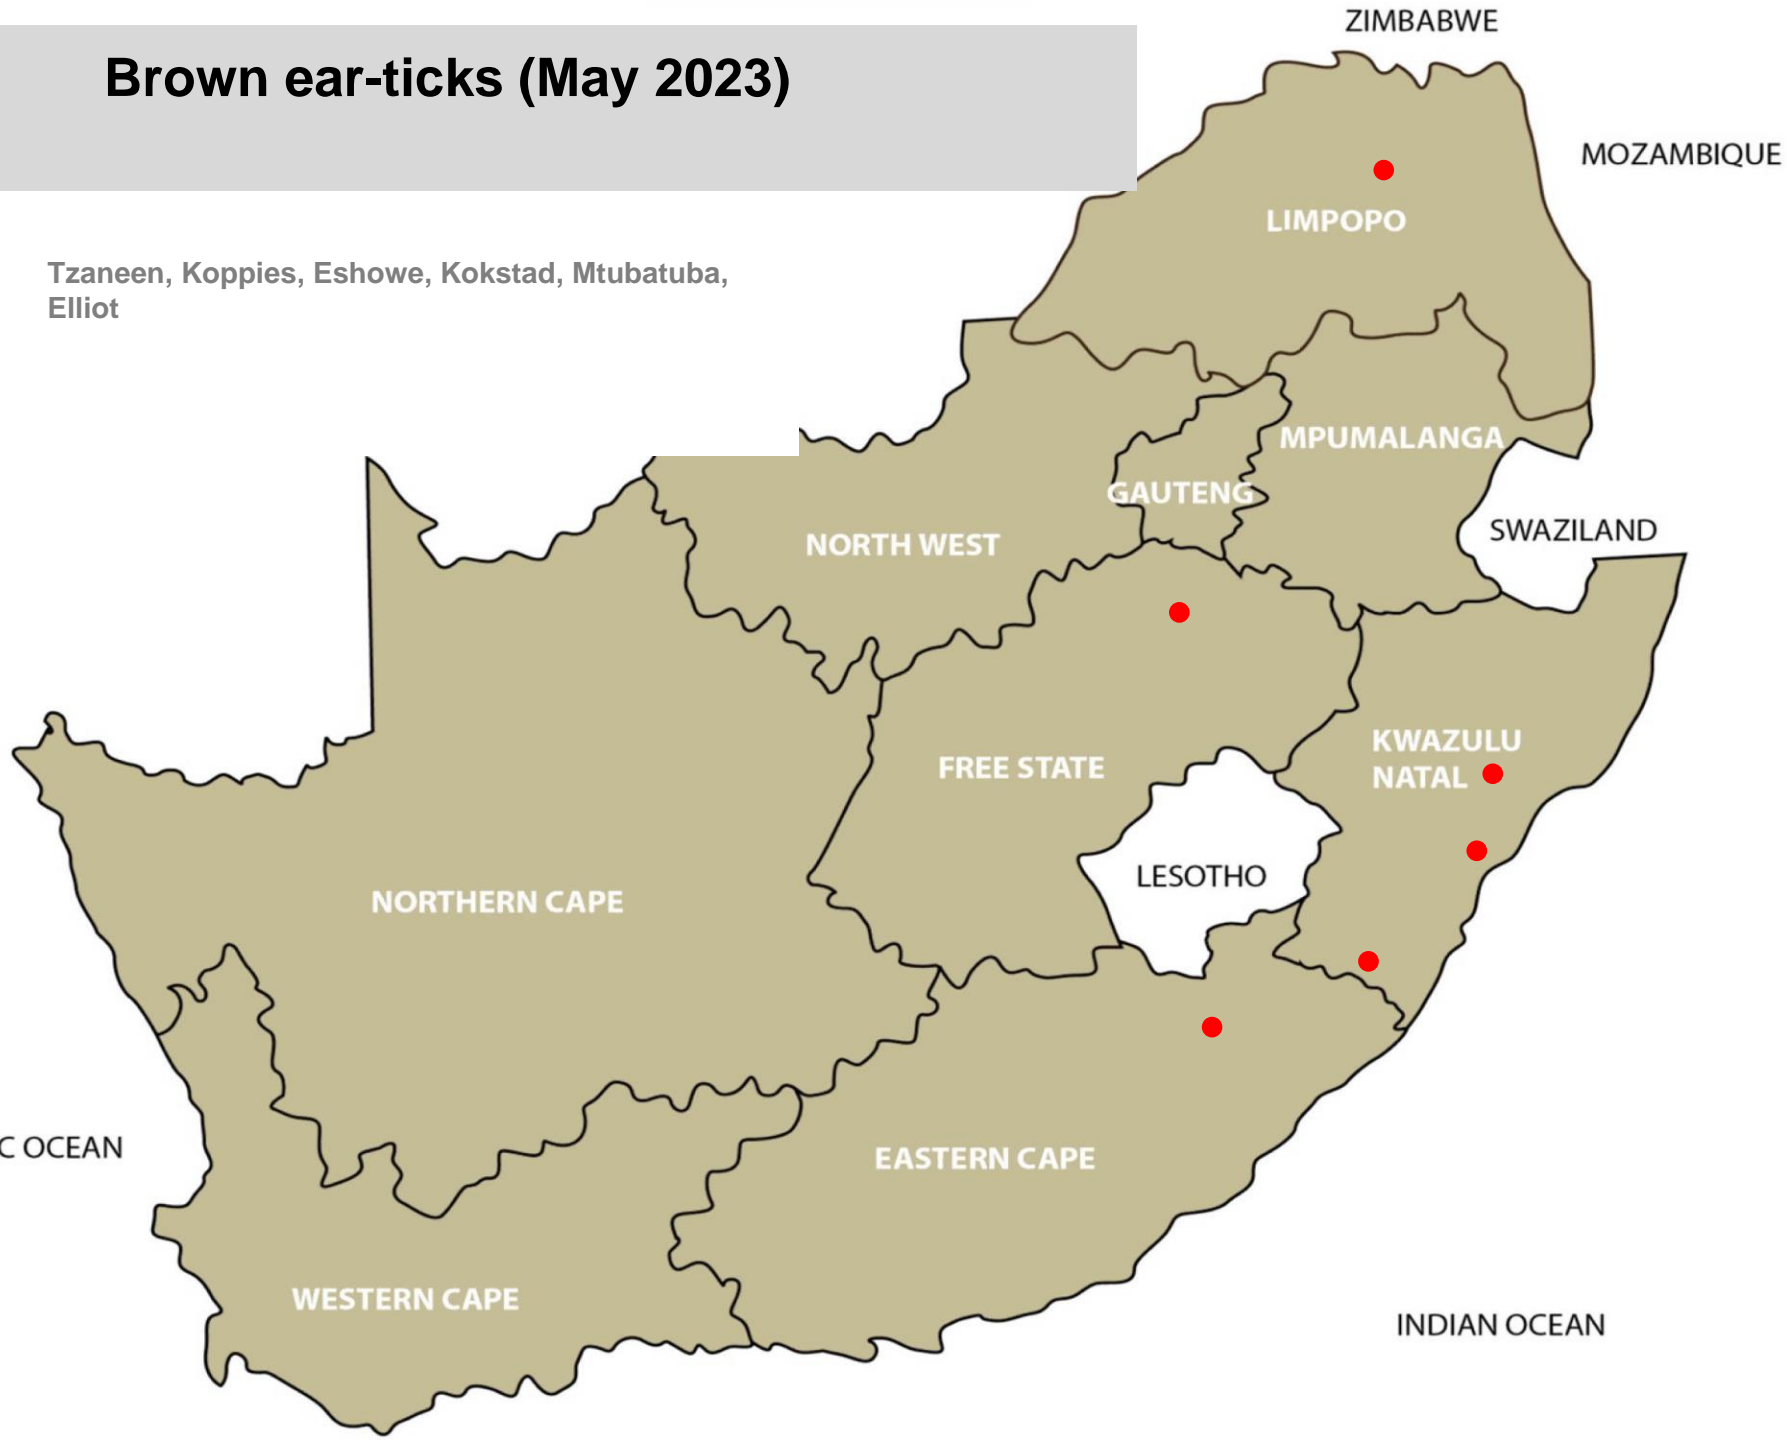 ZIMBABWE
Brown ear-ticks (May 2023)
MOZAMBIQUE
LIMPOPO
Tzaneen, Koppies, Eshowe, Kokstad, Mtubatuba,
Elliot
MPUMALANGA
GAUTENG
SWAZILAND
NORTH WEST
KWAZULU
NATAL
FREE STATE
LESOTHO
NORTHERN CAPE
C OCEAN
EASTERN CAPE
WESTERN CAPE
INDIAN OCEAN